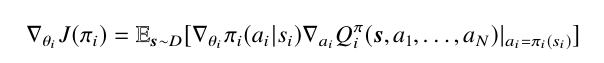 ∇_{θ_i} J(π_i) = 𝔼_{𝒔∼D}[∇_{θ_i} π_i(a_i|s_i)∇_{a_i} Q_i^π(𝒔, a_1, . . . , a_N)|_{a_i=π_i(s_i)}]